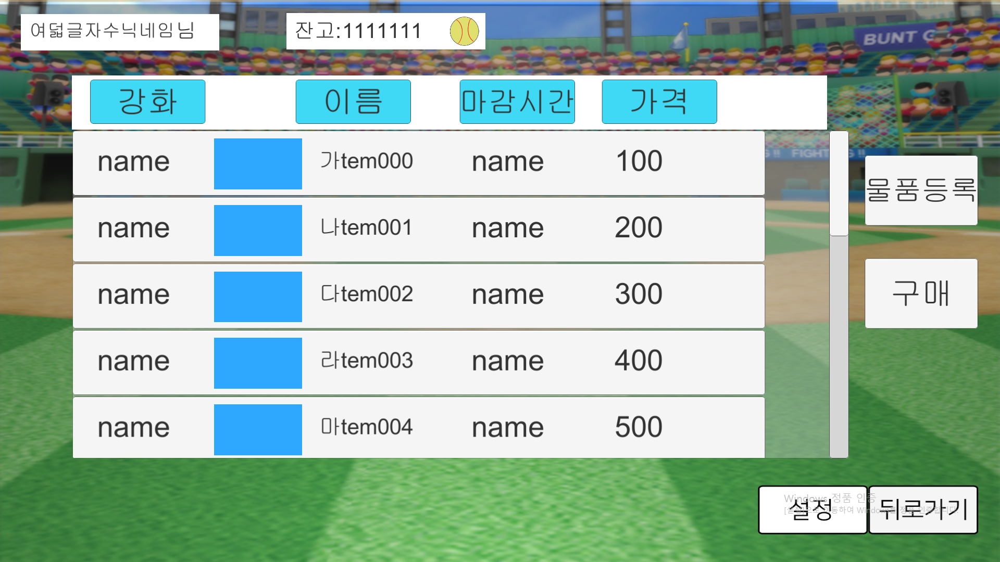 여덟글자수닉네임님
잔고:1111111
BUNT G
강화 이름 마감시간 가격
name 가tem000 name 100
FIGHT
물품등록
name 나tem001 name 200
name 다tem002 name 300
구매
name 라tem003 name 400
name 마tem004 name 500
설정 뒤로가기
Windows 정품 인증
[설정]으로 이동하여 Windows를 정품 인증합니다.